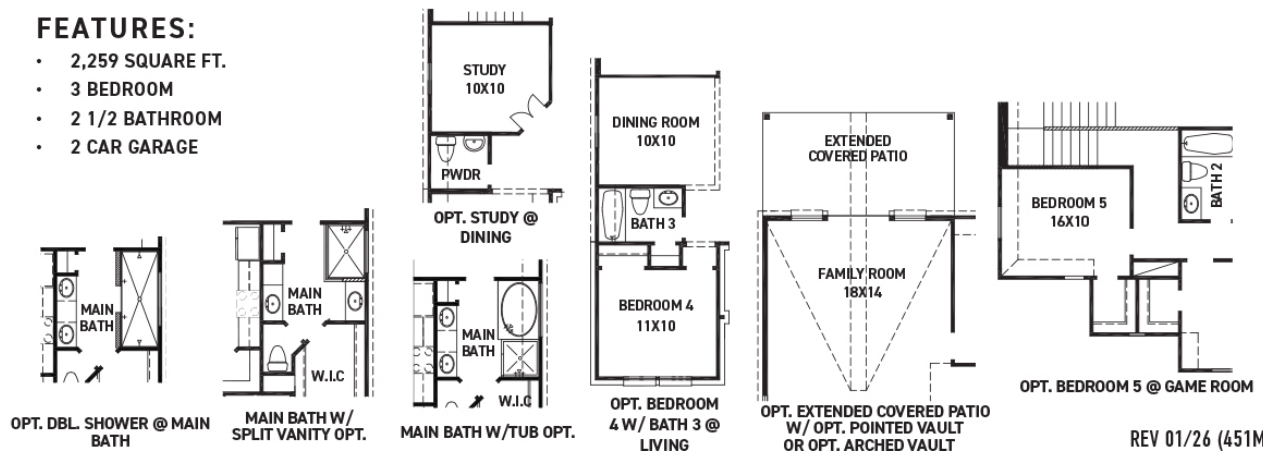 FEATURES:
• 2,259 SQUARE FT.
• 3 BEDROOM
• 2 1/2 BATHROOM
• 2 CAR GARAGE
STUDY
10X10
PWDR
OPT. STUDY @
DINING
DINING ROOM
10X10
BATH 3
BEDROOM 4
11X10
OPT. BEDROOM
4 W/ BATH 3 @
LIVING
EXTENDED
COVERED PATIO
FAMILY ROOM
18X14
OPT. EXTENDED COVERED PATIO
W/ OPT. POINTED VAULT
OR OPT. ARCHED VAULT
BEDROOM 5
16X10
BATH 2
OPT. BEDROOM 5 @ GAME ROOM
MAIN
BATH
OPT. DBL. SHOWER @ MAIN
BATH
MAIN
BATH
W.I.C
MAIN BATH W/
SPLIT VANITY OPT.
MAIN
BATH
W.I.C
MAIN BATH W/TUB OPT.
REV 01/26 (451M